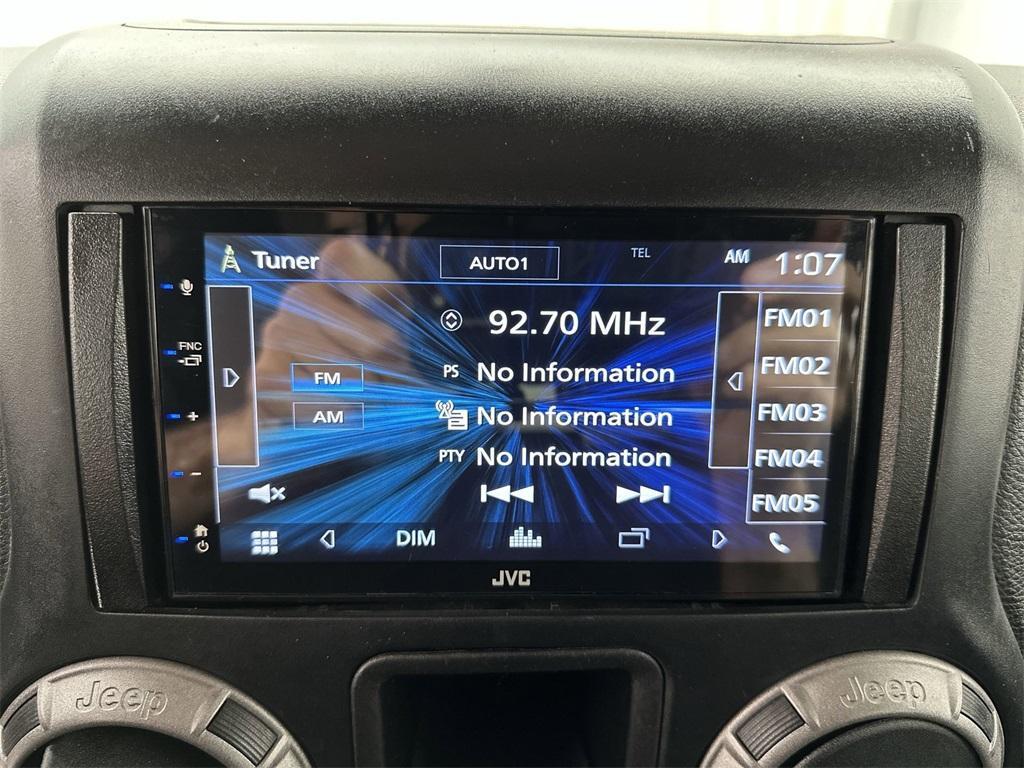 Tuner
AUTO1
TEL
AM 1:07
92.70 MHz
FM01
FNC
FM
PS No Information
FM02
AM
No Information
FM03
PTY No Information
FM04
FM05
DIM
JVC
Jeep
Jeep